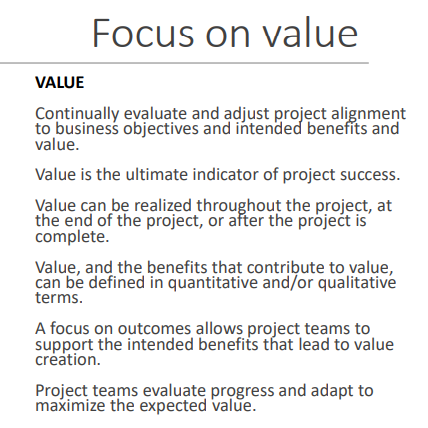 Focus on value
VALUE
Continually evaluate and adjust project alignment
to business objectives and intended benefits and
value.
Value is the ultimate indicator of project success.
Value can be realized throughout the project, at
the end of the project, or after the project is
complete.
Value, and the benefits that contribute to value,
can be defined in quantitative and/or qualitative
terms.
A focus on outcomes allows project teams to
support the intended benefits that lead to value
creation.
Project teams evaluate progress and adapt to
maximize the expected value.